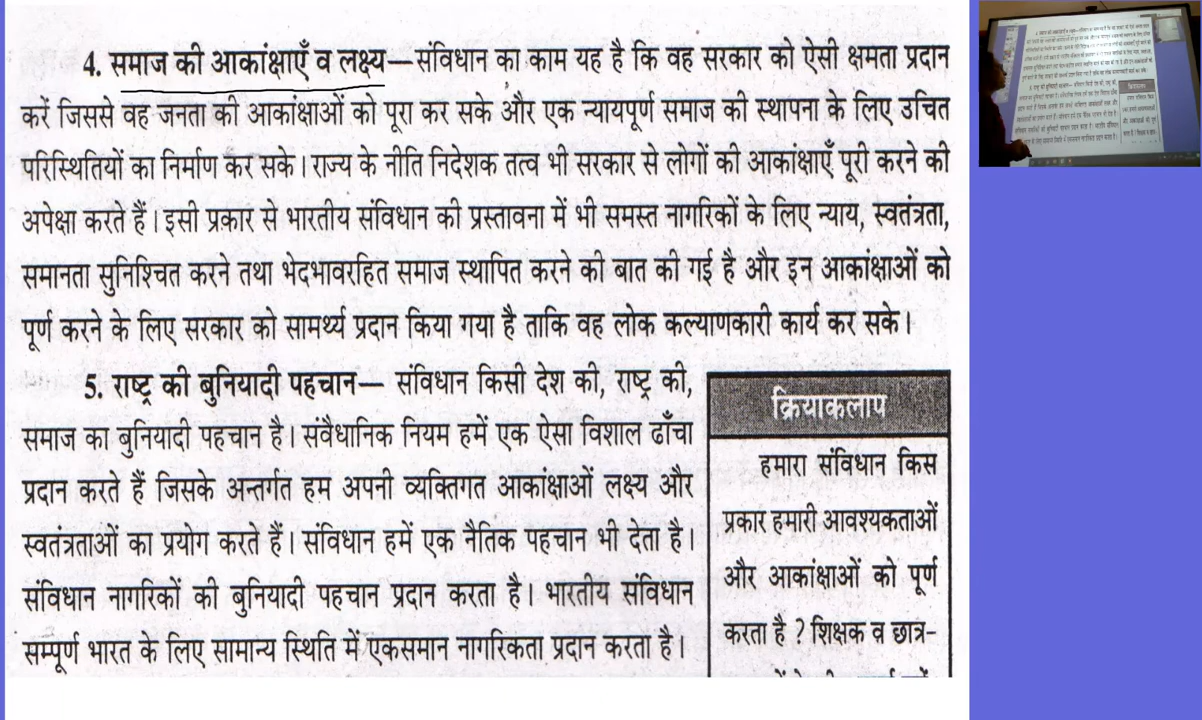 4. समाज की आकांक्षाएँ व लक्ष्य—संविधान का काम यह है कि वह सरकार को ऐसी क्षमता प्रदान
करें जिससे वह जनता की आकांक्षाओं को पूरा कर सके और एक न्यायपूर्ण समाज की स्थापना के लिए उचित
परिस्थितियों का निर्माण कर सके। राज्य के नीति निदेशक तत्व भी सरकार से लोगों की आकांक्षाएँ पूरी करने की
अपेक्षा करते हैं। इसी प्रकार से भारतीय संविधान की प्रस्तावना में भी समस्त नागरिकों के लिए न्याय, स्वतंत्रता,
समानता सुनिश्चित करने तथा भेदभावरहित समाज स्थापित करने की बात की गई है और इन आकांक्षाओं को
पूर्ण करने के लिए सरकार को सामर्थ्य प्रदान किया गया है ताकि वह लोक कल्याणकारी कार्य कर सके।
5. राष्ट्र की बुनियादी पहचान— संविधान किसी देश की, राष्ट्र की,
समाज का बुनियादी पहचान है। संवैधानिक नियम हमें एक ऐसा विशाल ढाँचा
प्रदान करते हैं जिसके अन्तर्गत हम अपनी व्यक्तिगत आकांक्षाओं लक्ष्य और
स्वतंत्रताओं का प्रयोग करते हैं। संविधान हमें एक नैतिक पहचान भी देता है।
संविधान नागरिकों की बुनियादी पहचान प्रदान करता है। भारतीय संविधान
सम्पूर्ण भारत के लिए सामान्य स्थिति में एकसमान नागरिकता प्रदान करता है।
क्रियाकलाप
हमारा संविधान किस
प्रकार हमारी आवश्यकताओं
और आकांक्षाओं को पूर्ण
करता है ? शिक्षक व छात्र-